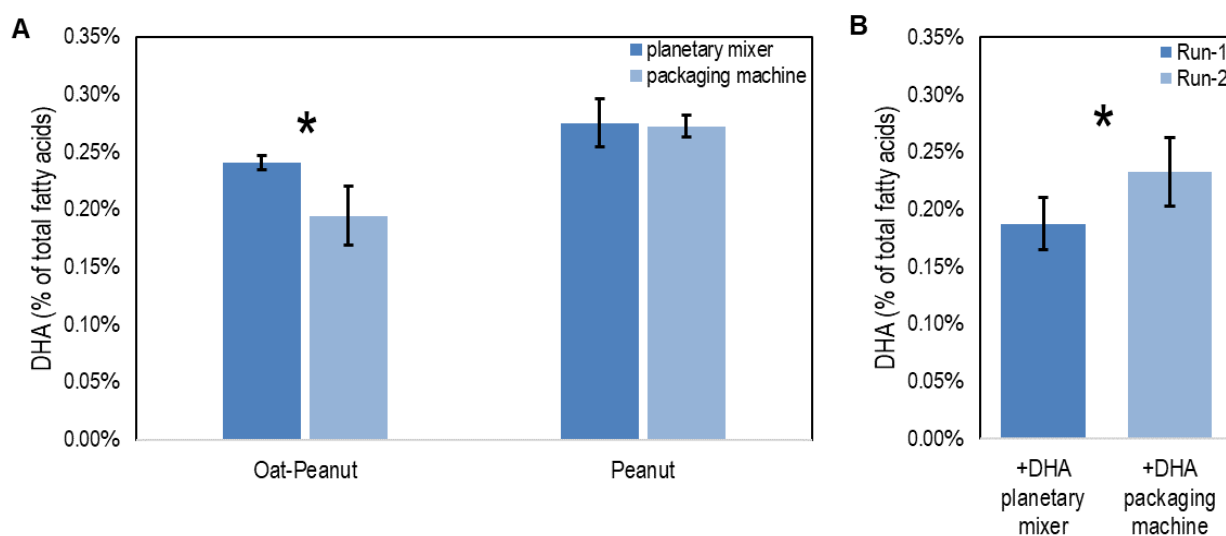 A
DHA (% of total fatty acids)
0.35%
0.30%
0.25%
0.20%
0.15%
0.10%
0.05%
0.00%
planetary mixer
packaging machine
*
Oat-Peanut
Peanut
B
DHA (% of total fatty acids)
0.35%
0.30%
0.25%
0.20%
0.15%
0.10%
0.05%
0.00%
Run-1
Run-2
*
+DHA
planetary
mixer
+DHA
packaging
machine